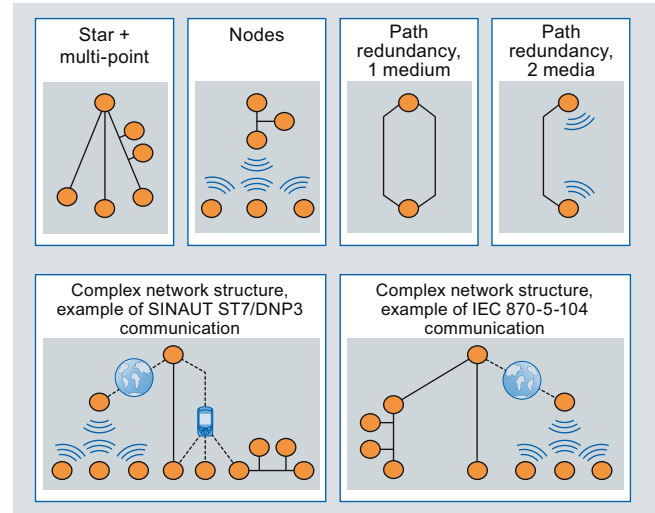 Star +
multi-point
Nodes
Path
redundancy,
1 medium
Path
redundancy,
2 media
Complex network structure,
example of SINAUT ST7/DNP3
communication
Complex network structure,
example of IEC 870-5-104
communication